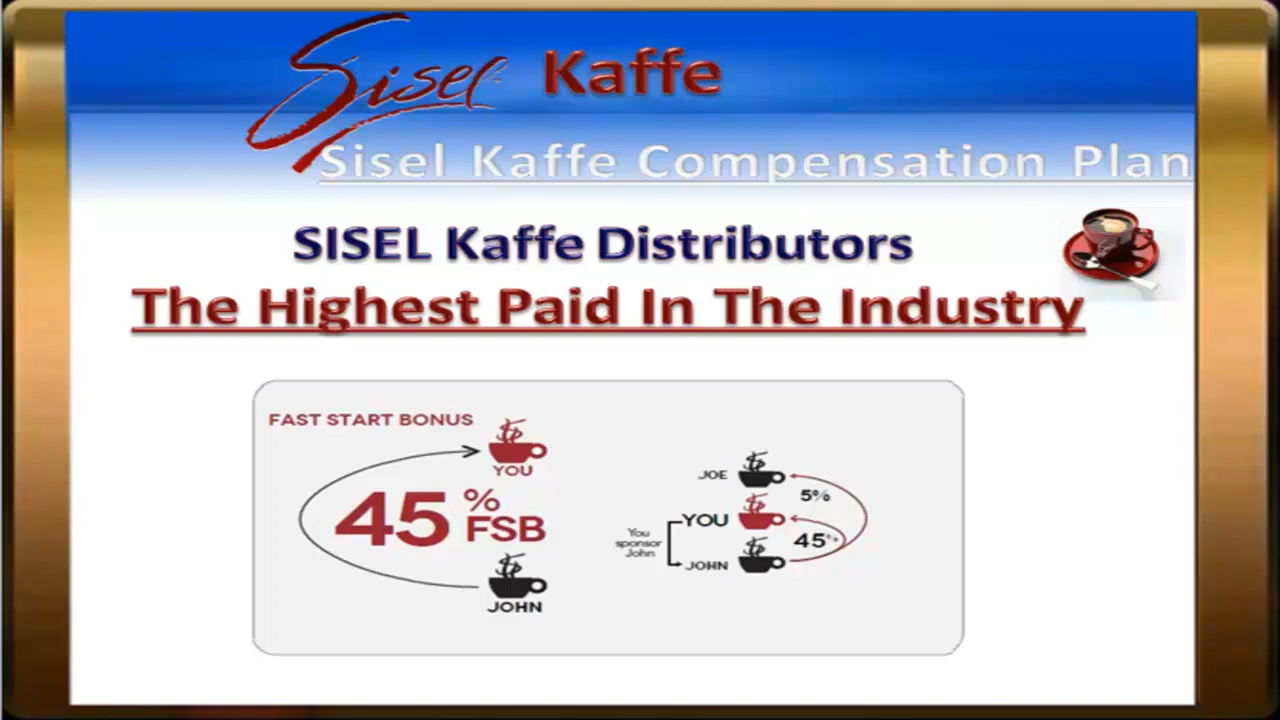 Sisel Kaffe
Sisel Kaffe Compensation Plan
SISEL Kaffe Distributors
The Highest Paid In The Industry
FAST START BONUS
YOU
45% FSB
JOHN
JOE
5%
You sponsor John
YOU
45%
JOHN